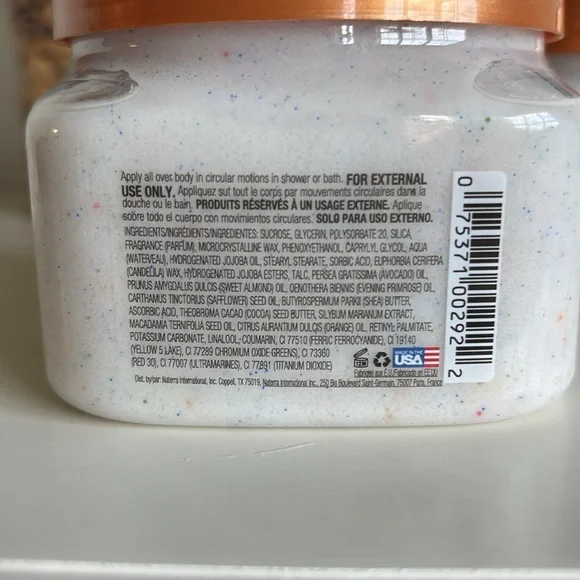 Apply all over body in circular motions in shower or bath. FOR EXTERNAL
USE ONLY. Appliquez sut tout le corps par mouvements circulaires dans la
douche ou le bain. PRODUITS RÉSERVÉS À UN USAGE EXTERNE. Aplique
sobre todo el cuerpo con movimientos circulares. SOLO PARA USO EXTERNO.
INGREDIENTS/INGRÉDIENTS/INGREDIENTES: SUCROSE, GLYCERIN, POLYSORBATE 20, SILICA,
FRAGRANCE (PARFUM), MICROCRYSTALLINE WAX, PHENOXYETHANOL, CAPRYLYL GLYCOL, AQUA
(WATER/EAU), HYDROGENATED JOJOBA OIL, STEARYL STEARATE, SORBIC ACID, EUPHORBIA CERIFERA
(CANDELILLA) WAX, HYDROGENATED JOJOBA ESTERS, TALC, PERSEA GRATISSIMA (AVOCADO) OIL,
PRUNUS AMYGDALUS DULCIS (SWEET ALMOND) OIL, OENOTHERA BIENNIS (EVENING PRIMROSE) OIL,
CARTHAMUS TINCTORIUS (SAFFLOWER) SEED OIL, BUTYROSPERMUM PARKII (SHEA) BUTTER,
ASCORBIC ACID, THEOBROMA CACAO (COCOA) SEED BUTTER, SILYBUM MARIANUM EXTRACT,
MACADAMIA TERNIFOLIA SEED OIL, CITRUS AURANTIUM DULCIS (ORANGE) OIL, RETINYL PALMITATE,
POTASSIUM CARBONATE, LINALOOL, COUMARIN, CI 77510 (FERRIC FERROCYANIDE), CI 19140
(YELLOW 5 LAKE), CI 77289 CHROMIUM OXIDE GREENS), CI 73360
(RED 30), CI 77007 (ULTRAMARINES), CI 77891 (TITANIUM DIOXIDE)
MADE IN THE
USA
Fabriqué aux É.U./Fabricado en EE.UU
Dist. by/par: Naterra International, Inc. Coppell, TX 75019, Naterra International Inc., 250 Bis Boulevard Saint-Germain, 75007 Paris, France
0 75371 00292 2